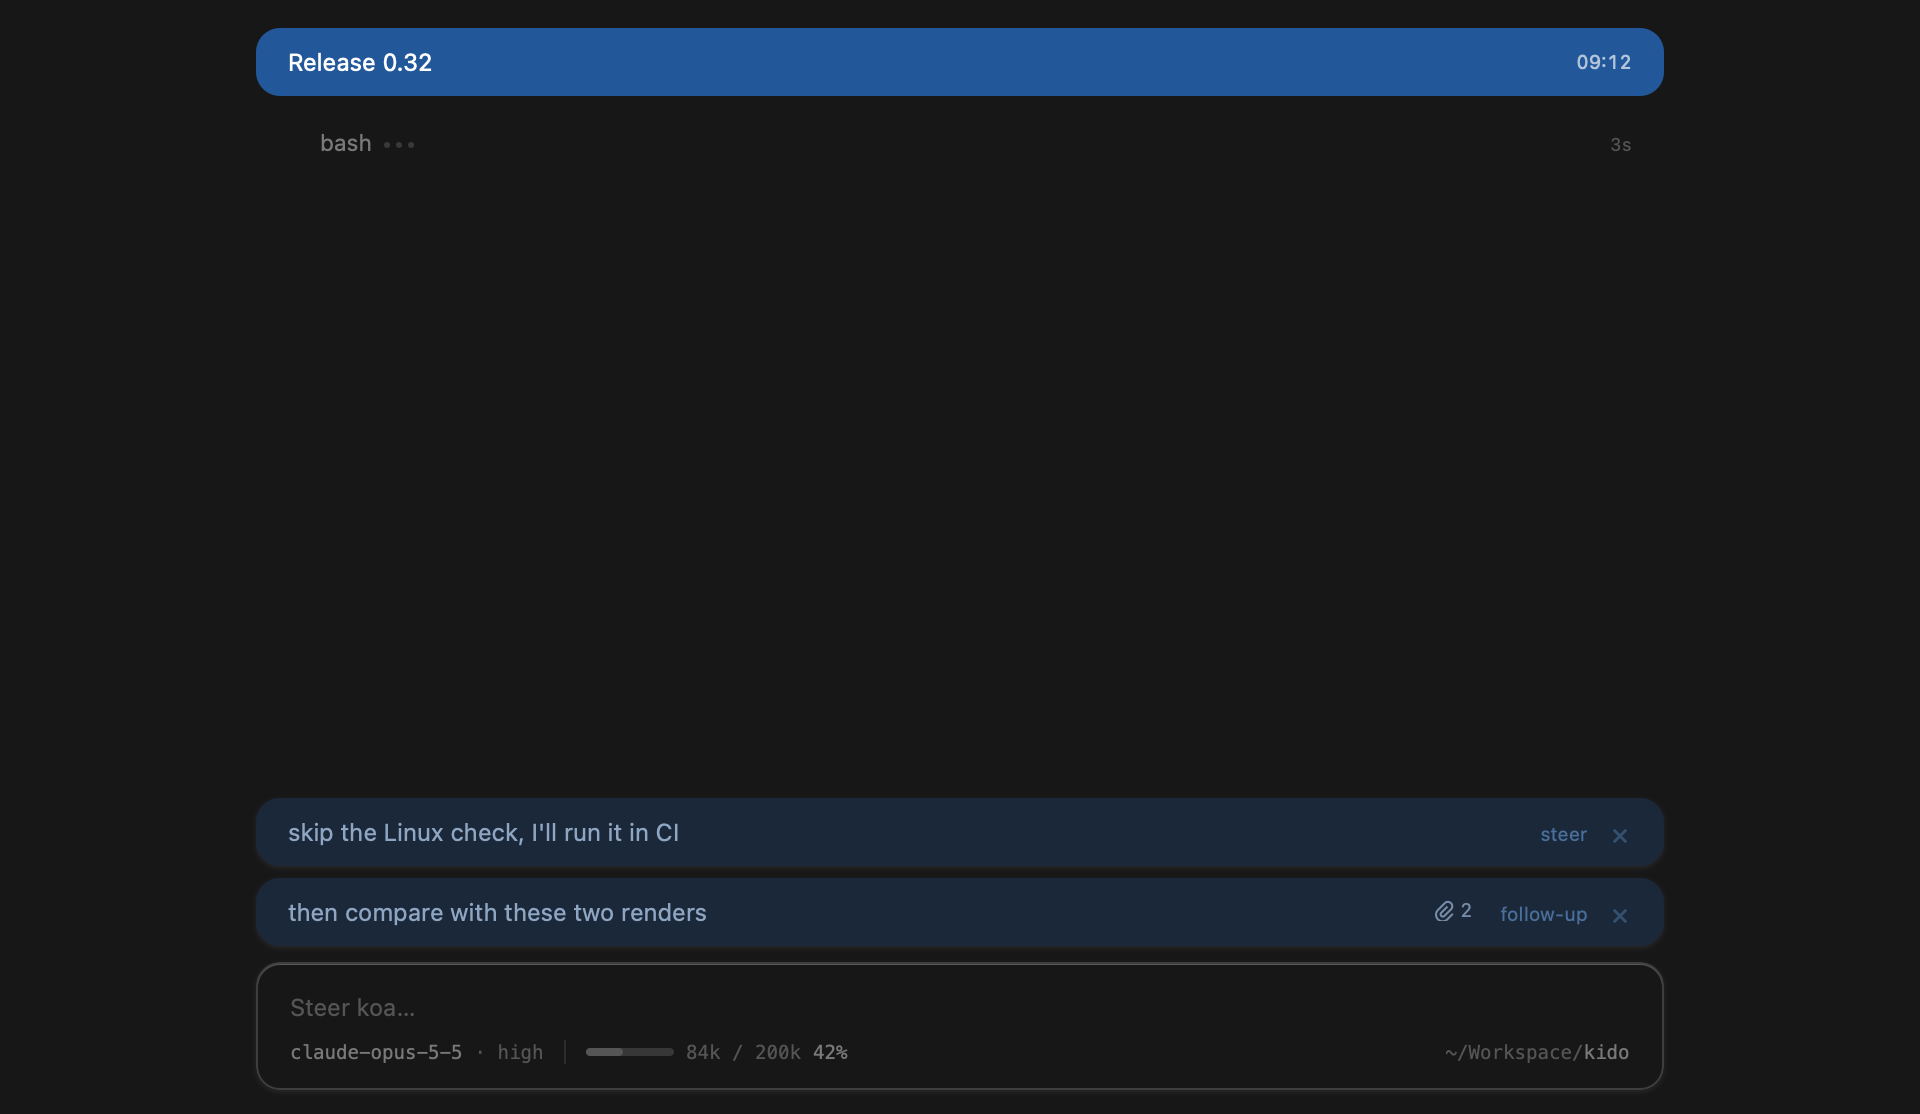 Release 0.32 09:12
bash ••• 3s
skip the Linux check, I'll run it in CI steer ×
then compare with these two renders 2 follow-up ×
Steer koa...
claude-opus-5-5 · high 84k / 200k 42% ~/Workspace/kido